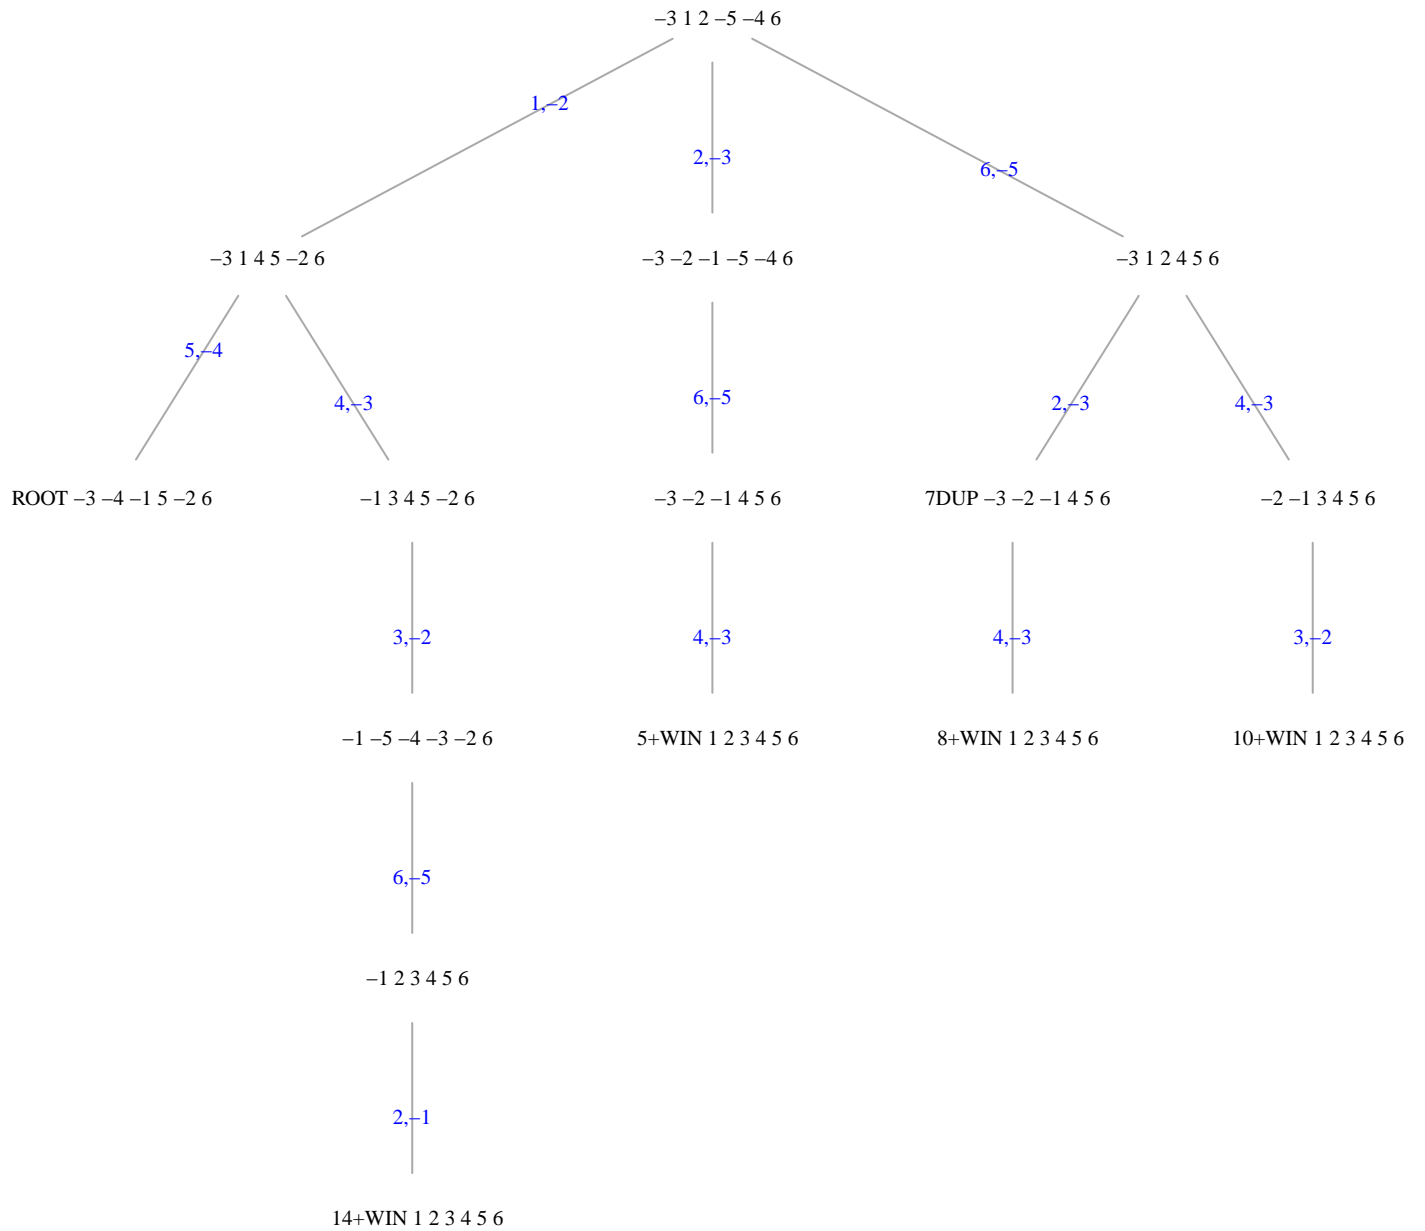 –3 1 2 –5 –4 6
1,–2
2,–3
6,–5
–3 1 4 5 –2 6
–3 –2 –1 –5 –4 6
–3 1 2 4 5 6
5,–4
4,–3
6,–5
2,–3
4,–3
ROOT –3 –4 –1 5 –2 6
–1 3 4 5 –2 6
–3 –2 –1 4 5 6
7DUP –3 –2 –1 4 5 6
–2 –1 3 4 5 6
3,–2
4,–3
4,–3
3,–2
–1 –5 –4 –3 –2 6
5+WIN 1 2 3 4 5 6
8+WIN 1 2 3 4 5 6
10+WIN 1 2 3 4 5 6
6,–5
–1 2 3 4 5 6
2,–1
14+WIN 1 2 3 4 5 6